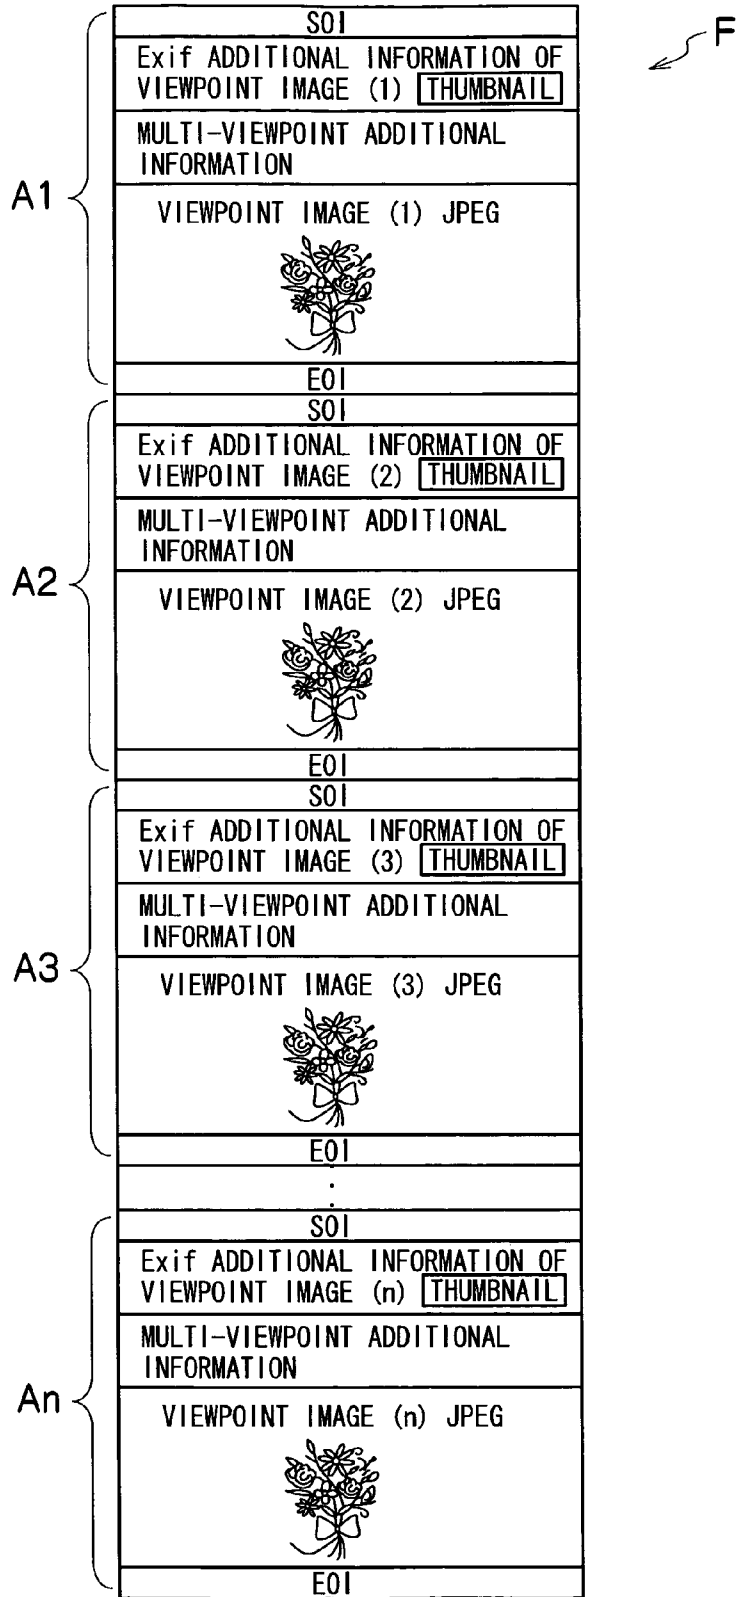 F
A1
SOI
Exif ADDITIONAL INFORMATION OF
VIEWPOINT IMAGE (1) THUMBNAIL
MULTI-VIEWPOINT ADDITIONAL
INFORMATION
VIEWPOINT IMAGE (1) JPEG
EOI
A2
SOI
Exif ADDITIONAL INFORMATION OF
VIEWPOINT IMAGE (2) THUMBNAIL
MULTI-VIEWPOINT ADDITIONAL
INFORMATION
VIEWPOINT IMAGE (2) JPEG
EOI
A3
SOI
Exif ADDITIONAL INFORMATION OF
VIEWPOINT IMAGE (3) THUMBNAIL
MULTI-VIEWPOINT ADDITIONAL
INFORMATION
VIEWPOINT IMAGE (3) JPEG
EOI
An
SOI
Exif ADDITIONAL INFORMATION OF
VIEWPOINT IMAGE (n) THUMBNAIL
MULTI-VIEWPOINT ADDITIONAL
INFORMATION
VIEWPOINT IMAGE (n) JPEG
EOI